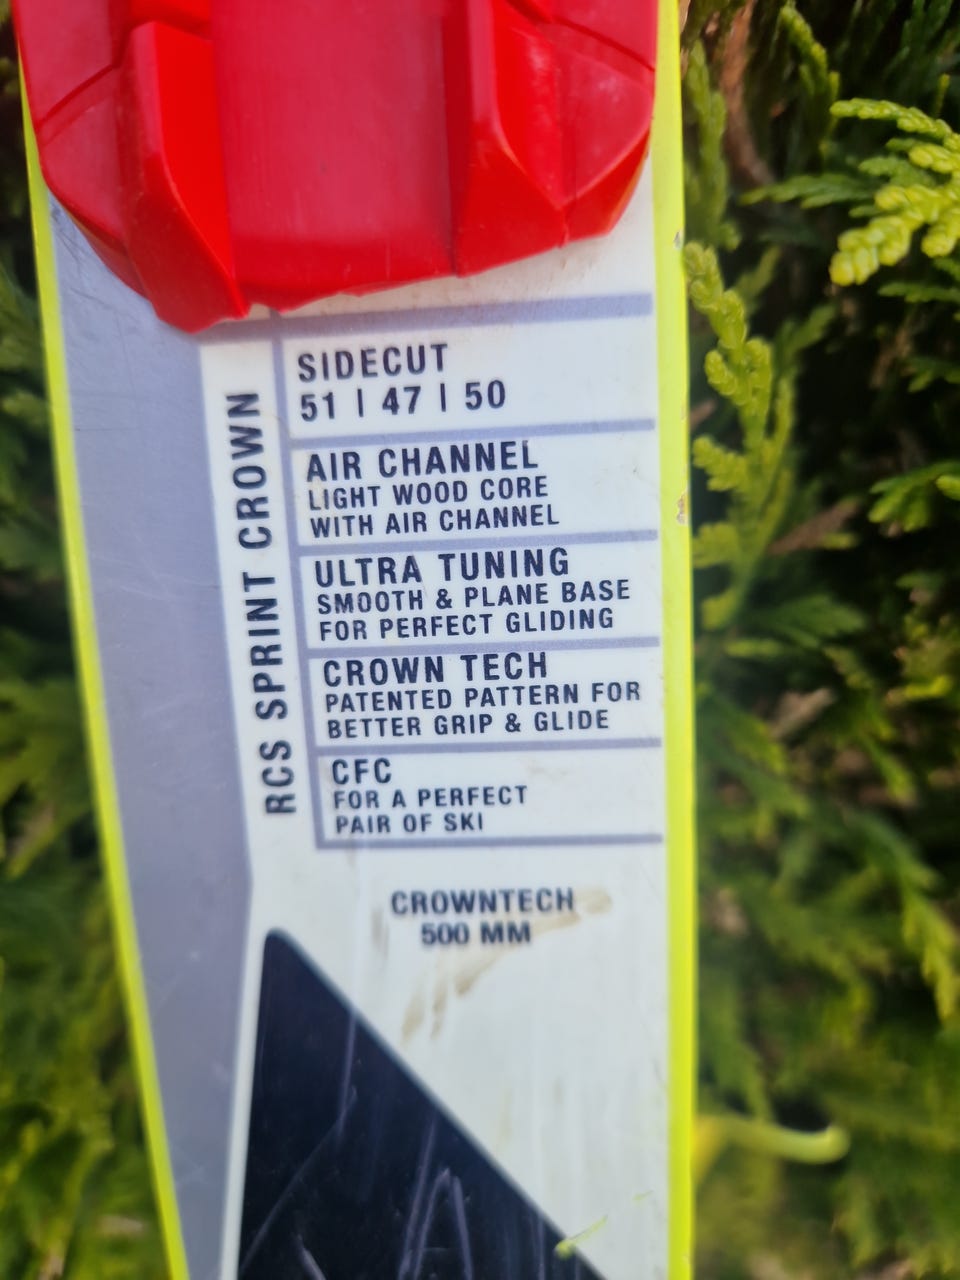 SIDECUT
51 | 47 | 50
AIR CHANNEL
LIGHT WOOD CORE
WITH AIR CHANNEL
ULTRA TUNING
SMOOTH & PLANE BASE
FOR PERFECT GLIDING
CROWN TECH
PATENTED PATTERN FOR
BETTER GRIP & GLIDE
CFC
FOR A PERFECT
PAIR OF SKI
RCS SPRINT CROWN
CROWNTECH
500 MM